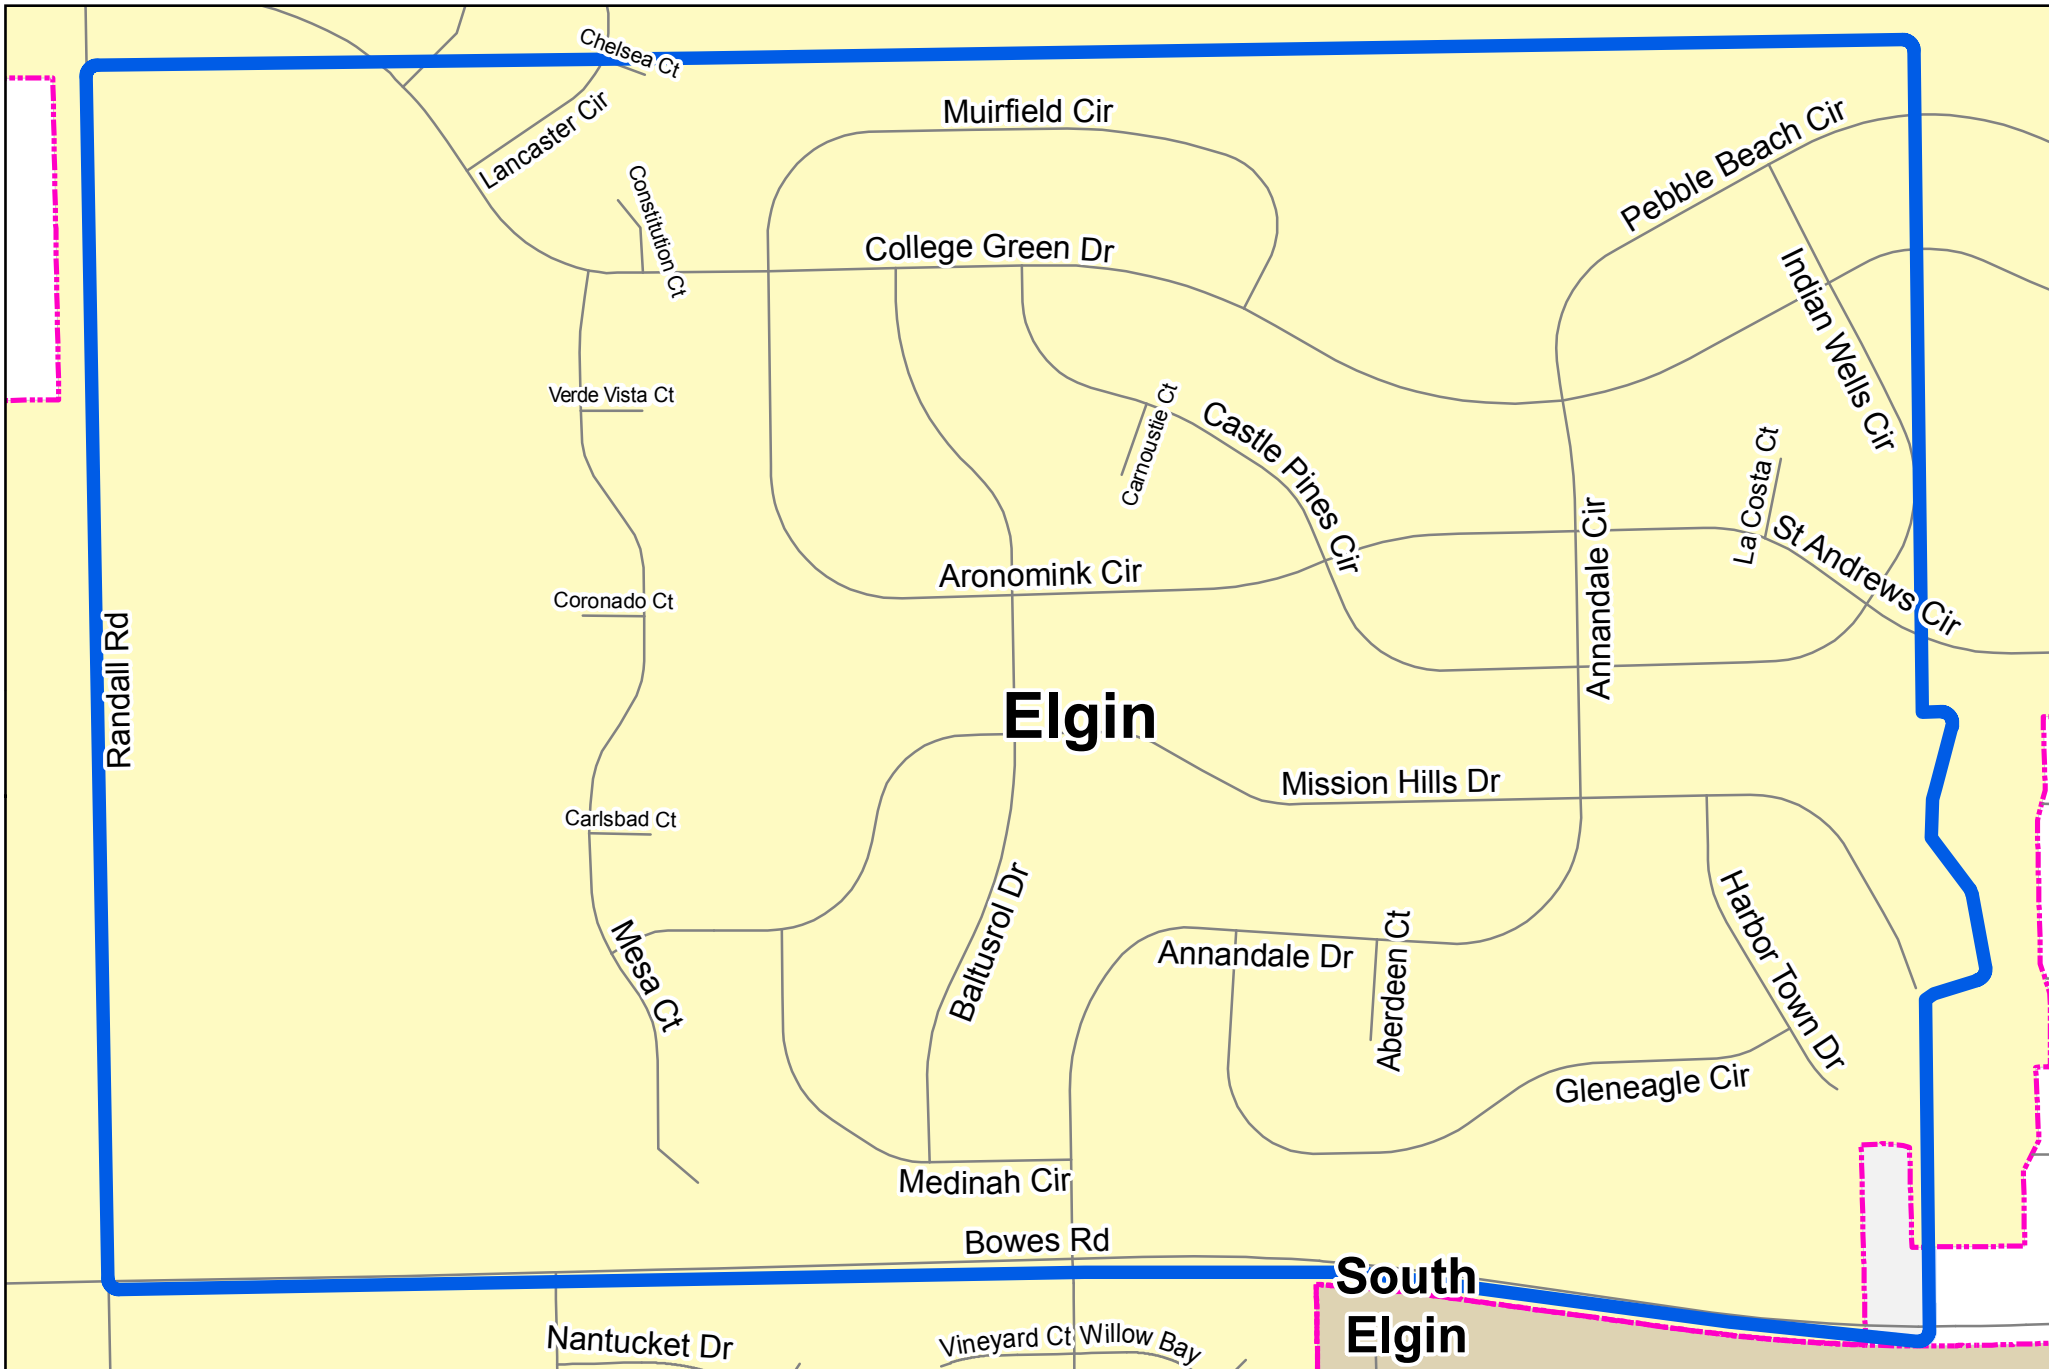 Chelsea Ct
Muirfield Cir
Lancaster Cir
Pebble Beach Cir
Constitution Ct
College Green Dr
Indian Wells Cir
Verde Vista Ct
Carnoustie Ct
Castle Pines Cir
La Costa Ct
St Andrews Cir
Annandale Cir
Aronomink Cir
Coronado Ct
Randall Rd
Elgin
Mission Hills Dr
Carlsbad Ct
Baltusrol Dr
Harbor Town Dr
Mesa Ct
Annandale Dr
Aberdeen Ct
Gleneagle Cir
Medinah Cir
Bowes Rd
South
Elgin
Nantucket Dr
Vineyard Ct
Willow Bay